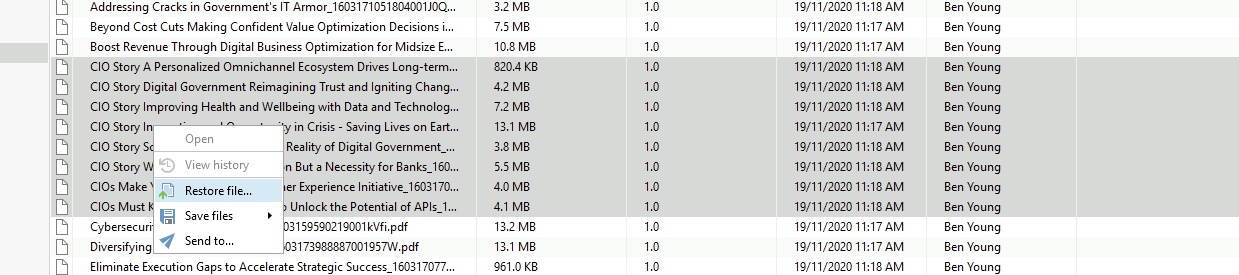 Addressing Cracks in Government's IT Armor_1603171051804001J0Q... 3.2 MB 1.0 19/11/2020 11:18 AM Ben Young
Beyond Cost Cuts Making Confident Value Optimization Decisions i... 7.5 MB 1.0 19/11/2020 11:17 AM Ben Young
Boost Revenue Through Digital Business Optimization for Midsize E... 10.8 MB 1.0 19/11/2020 11:17 AM Ben Young
CIO Story A Personalized Omnichannel Ecosystem Drives Long-term... 820.4 KB 1.0 19/11/2020 11:18 AM Ben Young
CIO Story Digital Government Reimagining Trust and Igniting Chang... 4.2 MB 1.0 19/11/2020 11:18 AM Ben Young
CIO Story Improving Health and Wellbeing with Data and Technolog... 7.2 MB 1.0 19/11/2020 11:18 AM Ben Young
CIO Story in Crisis - Saving Lives on Eart... 13.1 MB 1.0 19/11/2020 11:17 AM Ben Young
Open
CIO Story Reality of Digital Government_... 3.8 MB 1.0 19/11/2020 11:18 AM Ben Young
View history
CIO Story W on But a Necessity for Banks_160... 5.5 MB 1.0 19/11/2020 11:18 AM Ben Young
CIOs Make Y ner Experience Initiative_160317... 4.0 MB 1.0 19/11/2020 11:18 AM Ben Young
Restore file...
CIOs Must K to Unlock the Potential of APIs_1... 4.1 MB 1.0 19/11/2020 11:18 AM Ben Young
Save files
Cybersecuri 03159590219001kVfi.pdf 13.2 MB 1.0 19/11/2020 11:17 AM Ben Young
Send to...
Diversifying 603173988887001957W.pdf 13.1 MB 1.0 19/11/2020 11:17 AM Ben Young
Eliminate Execution Gaps to Accelerate Strategic Success_160317077... 961.0 KB 1.0 19/11/2020 11:18 AM Ben Young